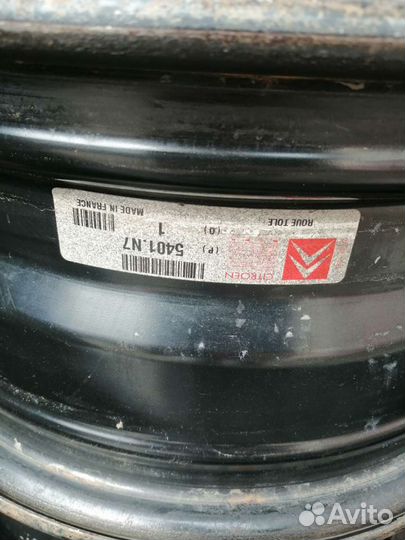 CITROEN
(P) 5401.N7
(Q) 1
ROUE TOLE
MADE IN FRANCE
Avito